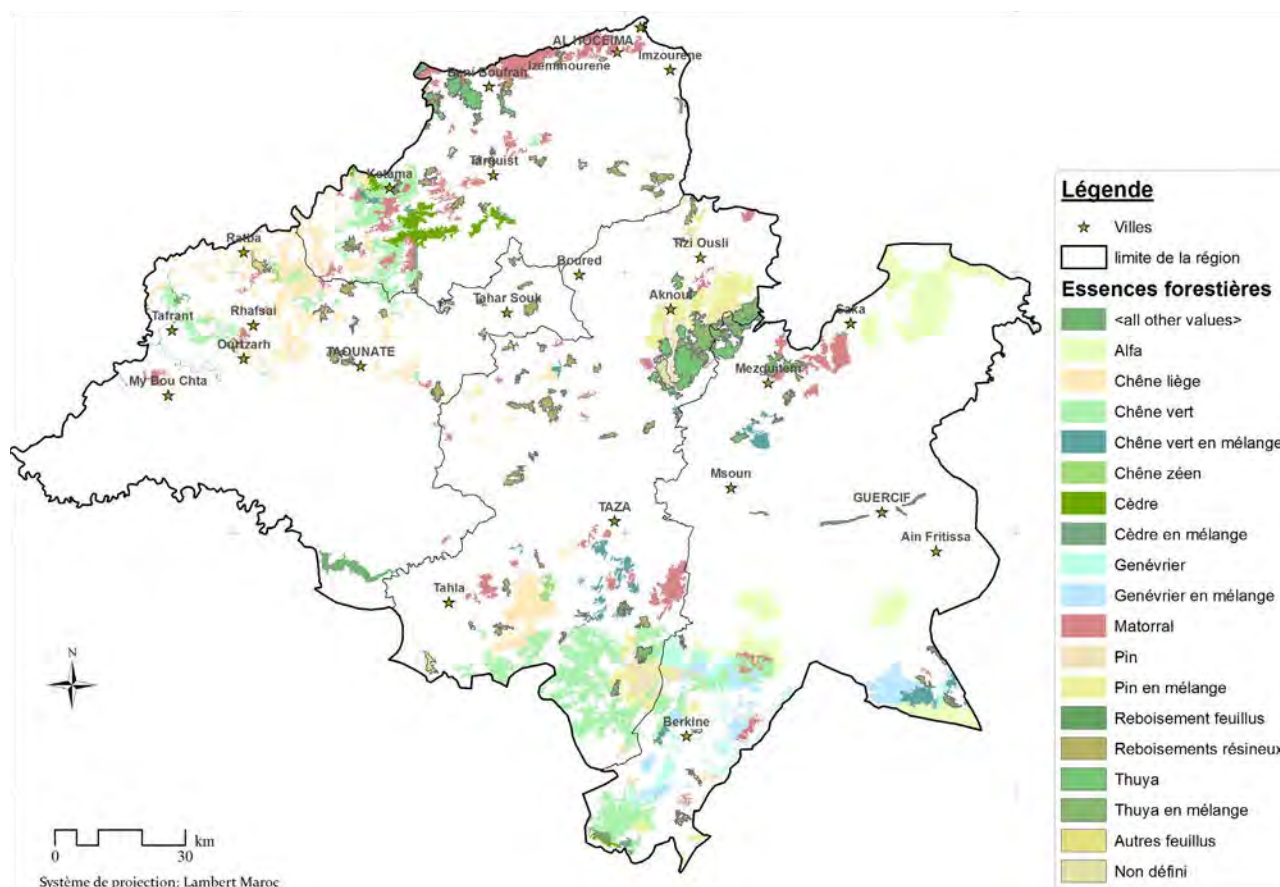 AL HOCEIMA
Imzourene
Izemmourene
Beni Boufrah
Targuist
Ketama
Ratba
Tizi Ousli
Boured
Tahar Souk
Aknoul
Saka
Tafrant
Rhafsai
Ourtzarh
TAOUNATE
Mezguitem
My Bou Chta
Msoun
GUERCIF
TAZA
Ain Fritissa
Tahla
Berkine
N
0 30 km
Système de projection: Lambert Maroc
Légende
Villes
limite de la région
Essences forestières
<all other values>
Alfa
Chêne liège
Chêne vert
Chêne vert en mélange
Chêne zéen
Cèdre
Cèdre en mélange
Genévrier
Genévrier en mélange
Matorral
Pin
Pin en mélange
Reboisement feuillus
Reboisements résineux
Thuya
Thuya en mélange
Autres feuillus
Non défini